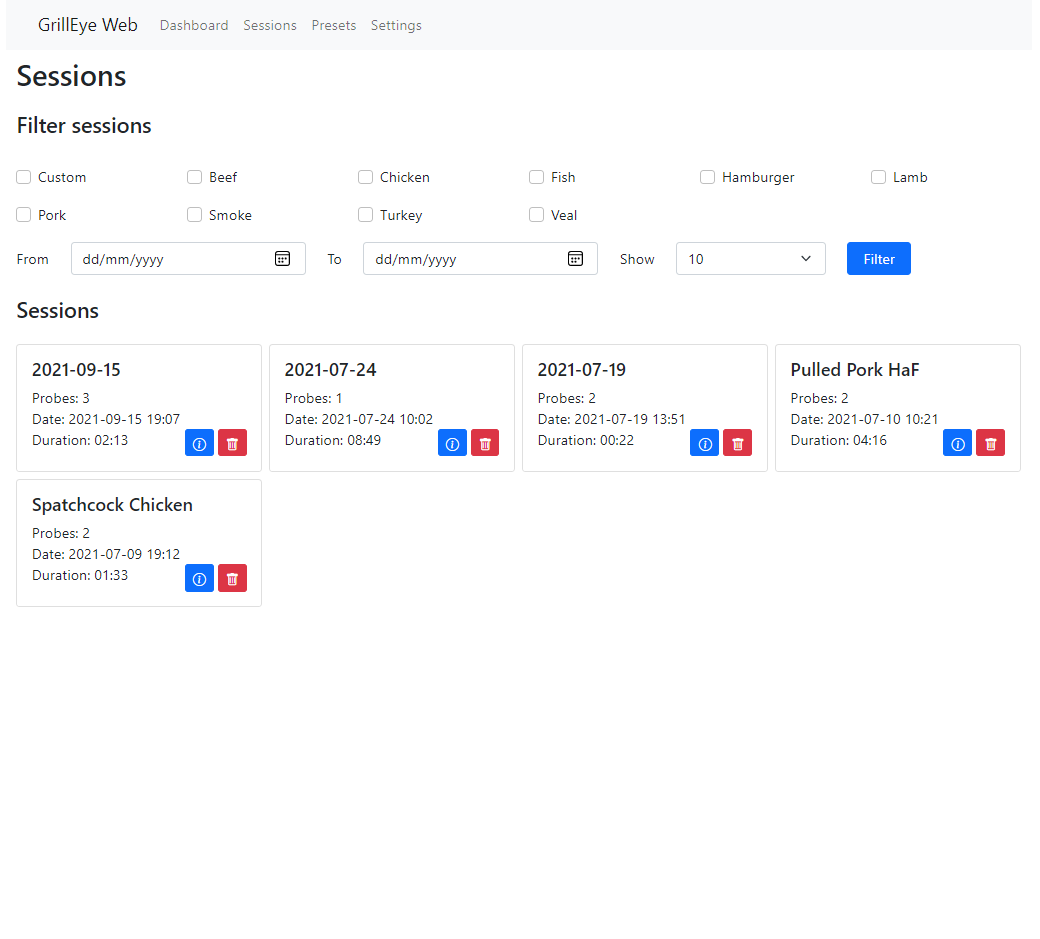 GrillEye Web Dashboard Sessions Presets Settings
Sessions
Filter sessions
Custom Beef Chicken Fish Hamburger Lamb
Pork Smoke Turkey Veal
From dd/mm/yyyy To dd/mm/yyyy Show 10 Filter
Sessions
2021-09-15
Probes: 3
Date: 2021-09-15 19:07
Duration: 02:13
2021-07-24
Probes: 1
Date: 2021-07-24 10:02
Duration: 08:49
2021-07-19
Probes: 2
Date: 2021-07-19 13:51
Duration: 00:22
Pulled Pork HaF
Probes: 2
Date: 2021-07-10 10:21
Duration: 04:16
Spatchcock Chicken
Probes: 2
Date: 2021-07-09 19:12
Duration: 01:33